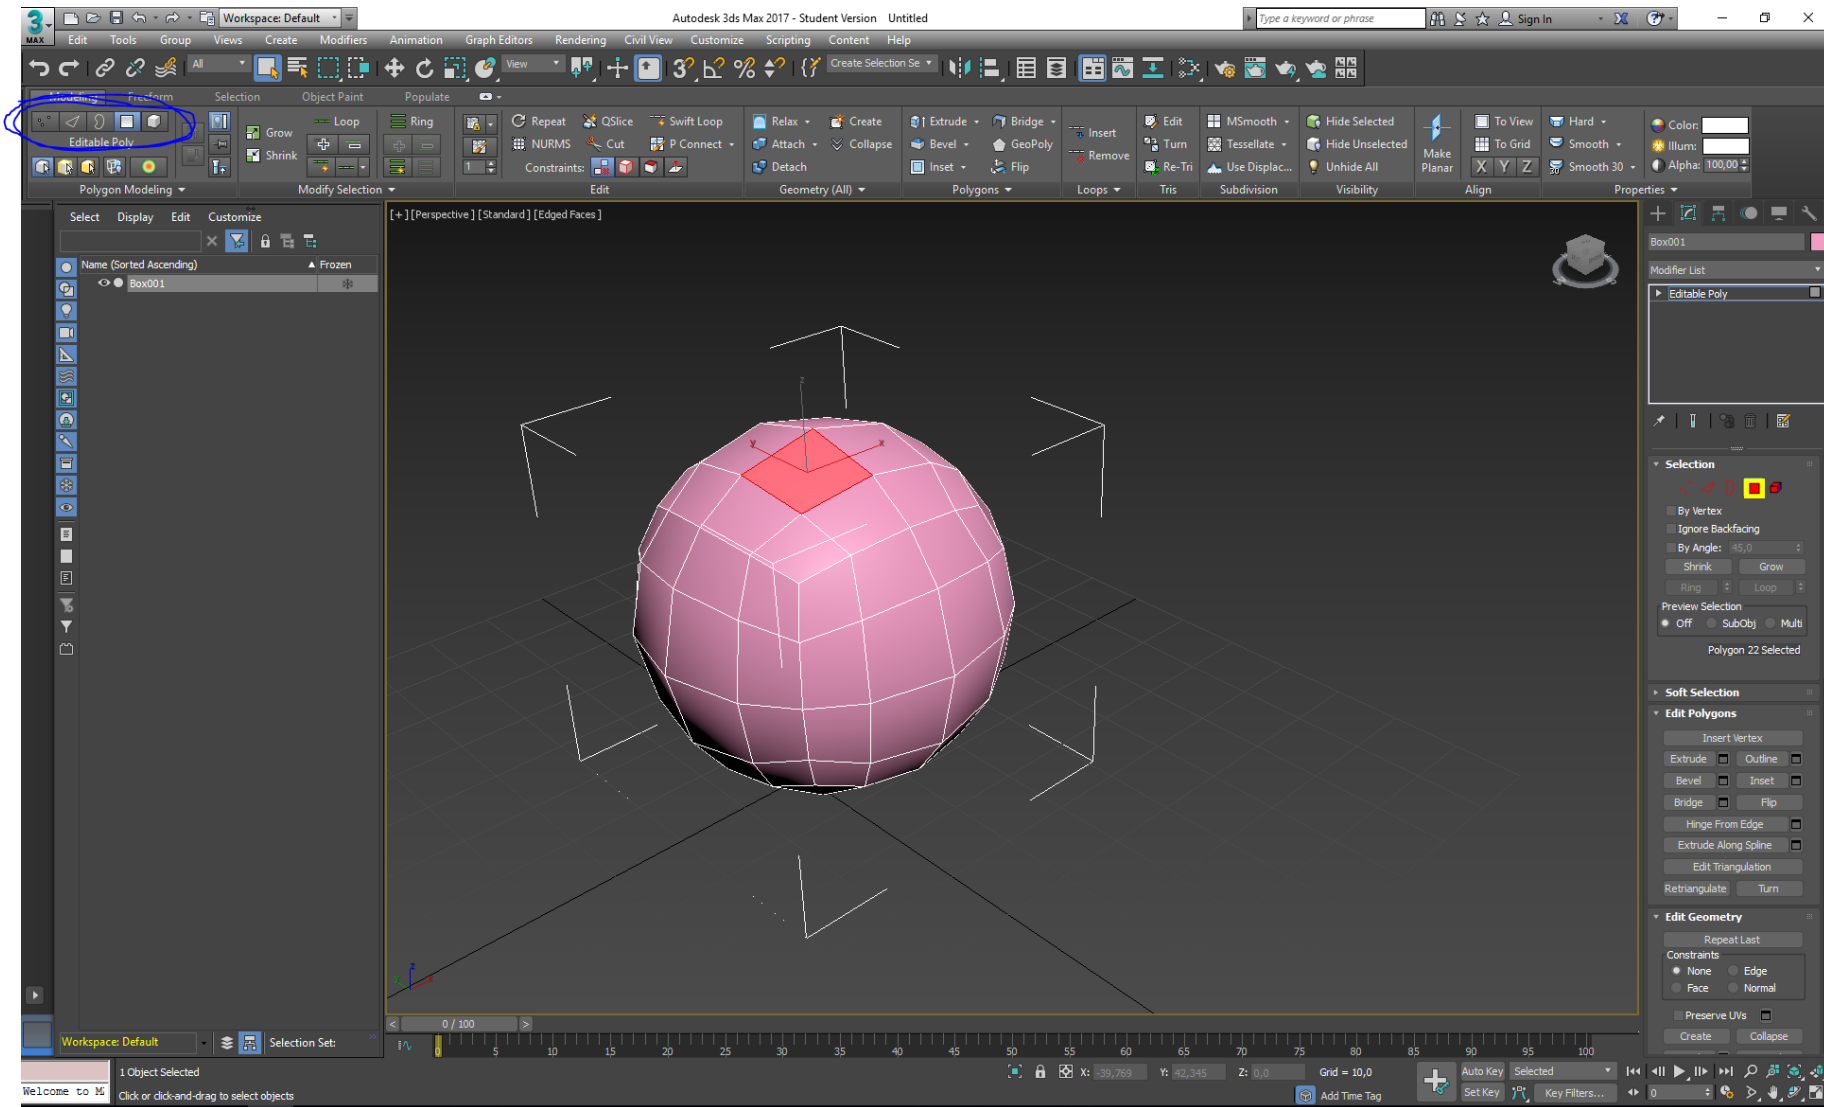 3
MAX
Workspace: Default
Autodesk 3ds Max 2017 - Student Version Untitled
Type a keyword or phrase
Sign In
Edit Tools Group Views Create Modifiers Animation Graph Editors Rendering Civil View Customize Scripting Content Help
All
View
Create Selection Se
Modeling Freeform Selection Object Paint Populate
Editable Poly
Polygon Modeling
Grow
Shrink
Loop
Modify Selection
Ring
1
Repeat QSlice Swift Loop
NURMS Cut P Connect
Constraints:
Edit
Relax Create
Attach Collapse
Detach
Geometry (All)
Extrude Bridge
Bevel GeoPoly
Inset Flip
Polygons
Insert
Remove
Loops
Edit
Turn
Re-Tri
Tris
MSmooth
Tessellate
Use Displac...
Subdivision
Hide Selected
Hide Unselected
Unhide All
Visibility
Make
Planar
To View
To Grid
X Y Z
Align
Hard
Smooth
Smooth 30
Color:
Illum:
Alpha: 100,00
Properties
Select Display Edit Customize
Name (Sorted Ascending) Frozen
Box001
[+] [Perspective] [Standard] [Edged Faces]
z
y
x
Box001
Modifier List
Editable Poly
Selection
By Vertex
Ignore Backfacing
By Angle: 45,0
Shrink Grow
Ring Loop
Preview Selection
Off SubObj Multi
Polygon 22 Selected
Soft Selection
Edit Polygons
Insert Vertex
Extrude Outline
Bevel Inset
Bridge Flip
Hinge From Edge
Extrude Along Spline
Edit Triangulation
Retriangulate Turn
Edit Geometry
Repeat Last
Constraints
None Edge
Face Normal
Preserve UVs
Create Collapse
Workspace: Default
Selection Set:
< 0 / 100 >
0 5 10 15 20 25 30 35 40 45 50 55 60 65 70 75 80 85 90 95 100
1 Object Selected
Welcome to M
Click or click-and-drag to select objects
X: -39,769 Y: 42,345 Z: 0,0 Grid = 10,0
Add Time Tag
Auto Key Selected
Set Key Key Filters...
0